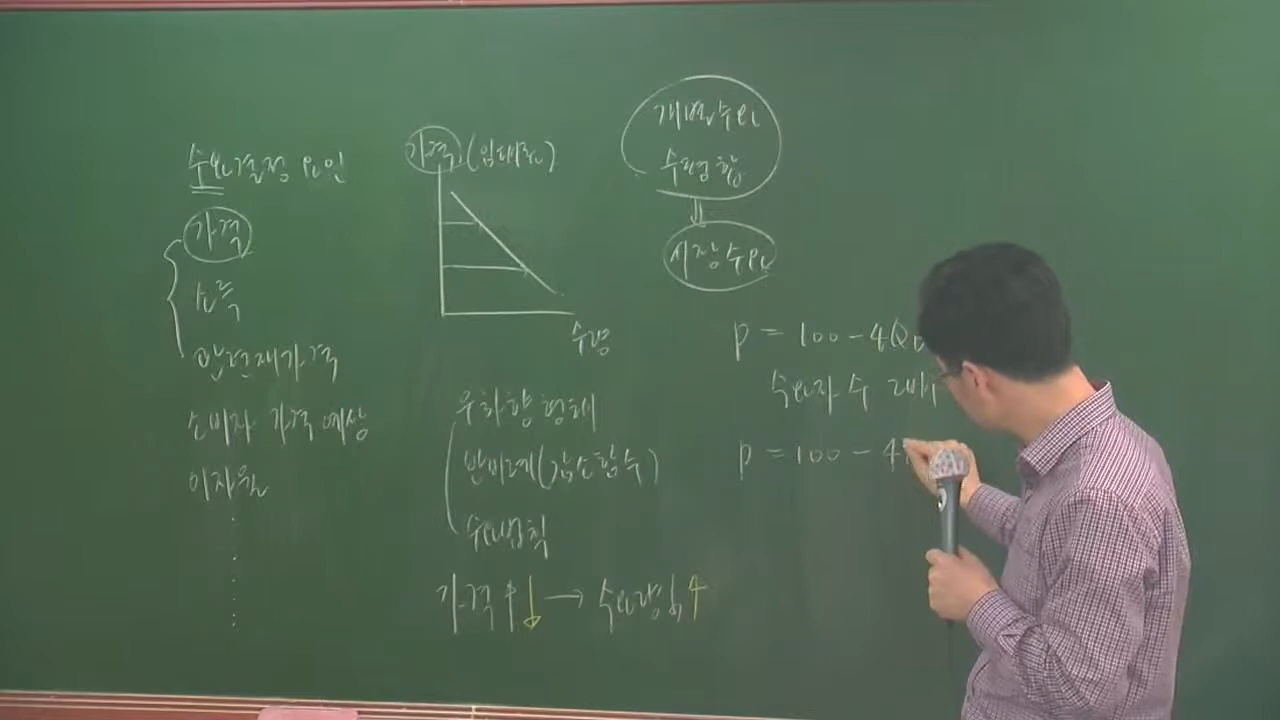 수요결정 요인
가격
소득
관련재가격
소비자 가격 예상
이자율
가격 (임대료)
수량
우하향 형태
반비례(감소함수)
수요법칙
가격↑↓→수요량↓↑
개별수요
수평합
⇓
시장수요
P = 100 - 4Q
수요자 수 2배
P = 100 - 4